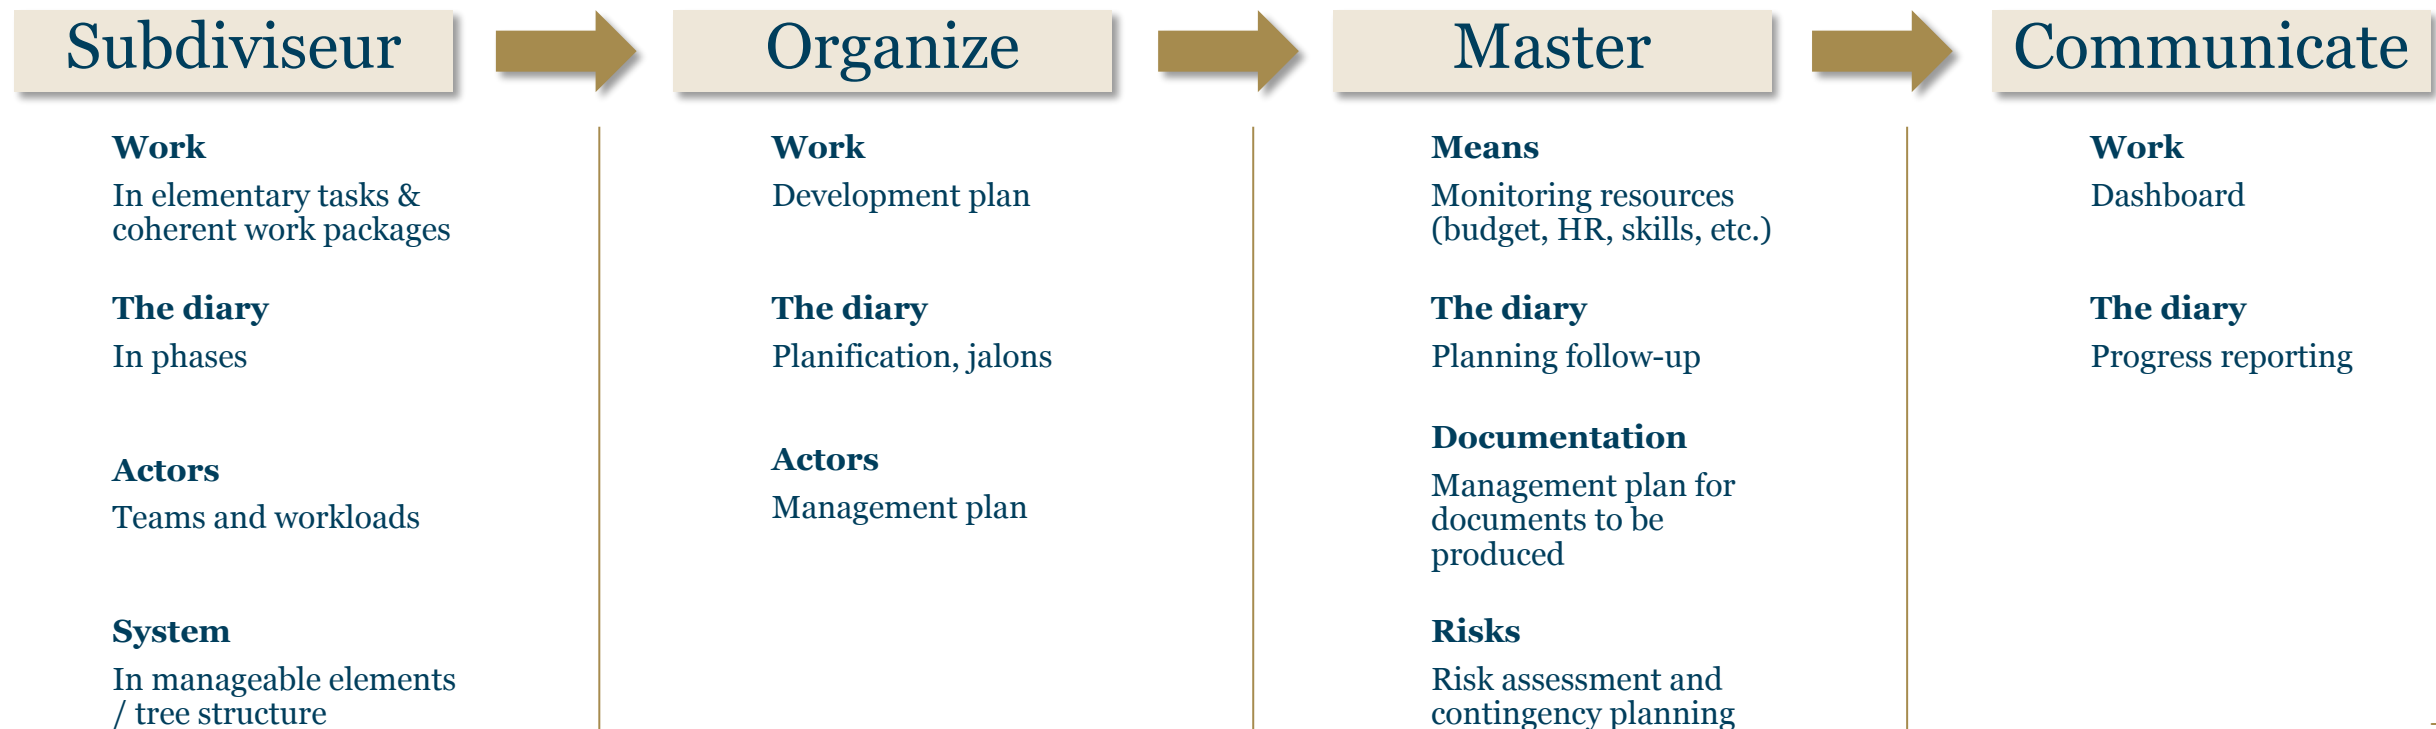 Subdiviseur
Work
In elementary tasks &
coherent work packages
The diary
In phases
Actors
Teams and workloads
System
In manageable elements
/ tree structure
Organize
Work
Development plan
The diary
Planification, jalons
Actors
Management plan
Master
Means
Monitoring resources
(budget, HR, skills, etc.)
The diary
Planning follow-up
Documentation
Management plan for
documents to be
produced
Risks
Risk assessment and
contingency planning
Communicate
Work
Dashboard
The diary
Progress reporting